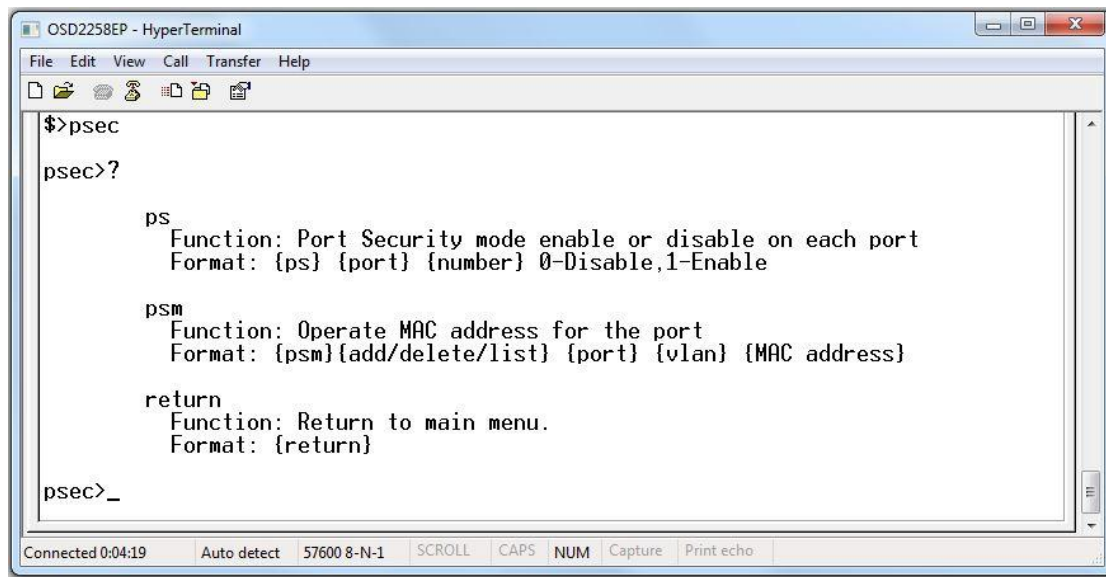 OSD2258EP - HyperTerminal
File Edit View Call Transfer Help
$>psec
psec>?
ps
Function: Port Security mode enable or disable on each port
Format: {ps} {port} {number} 0-Disable,1-Enable
psm
Function: Operate MAC address for the port
Format: {psm}{add/delete/list} {port} {vlan} {MAC address}
return
Function: Return to main menu.
Format: {return}
psec>_
Connected 0:04:19 Auto detect 57600 8-N-1 SCROLL CAPS NUM Capture Print echo